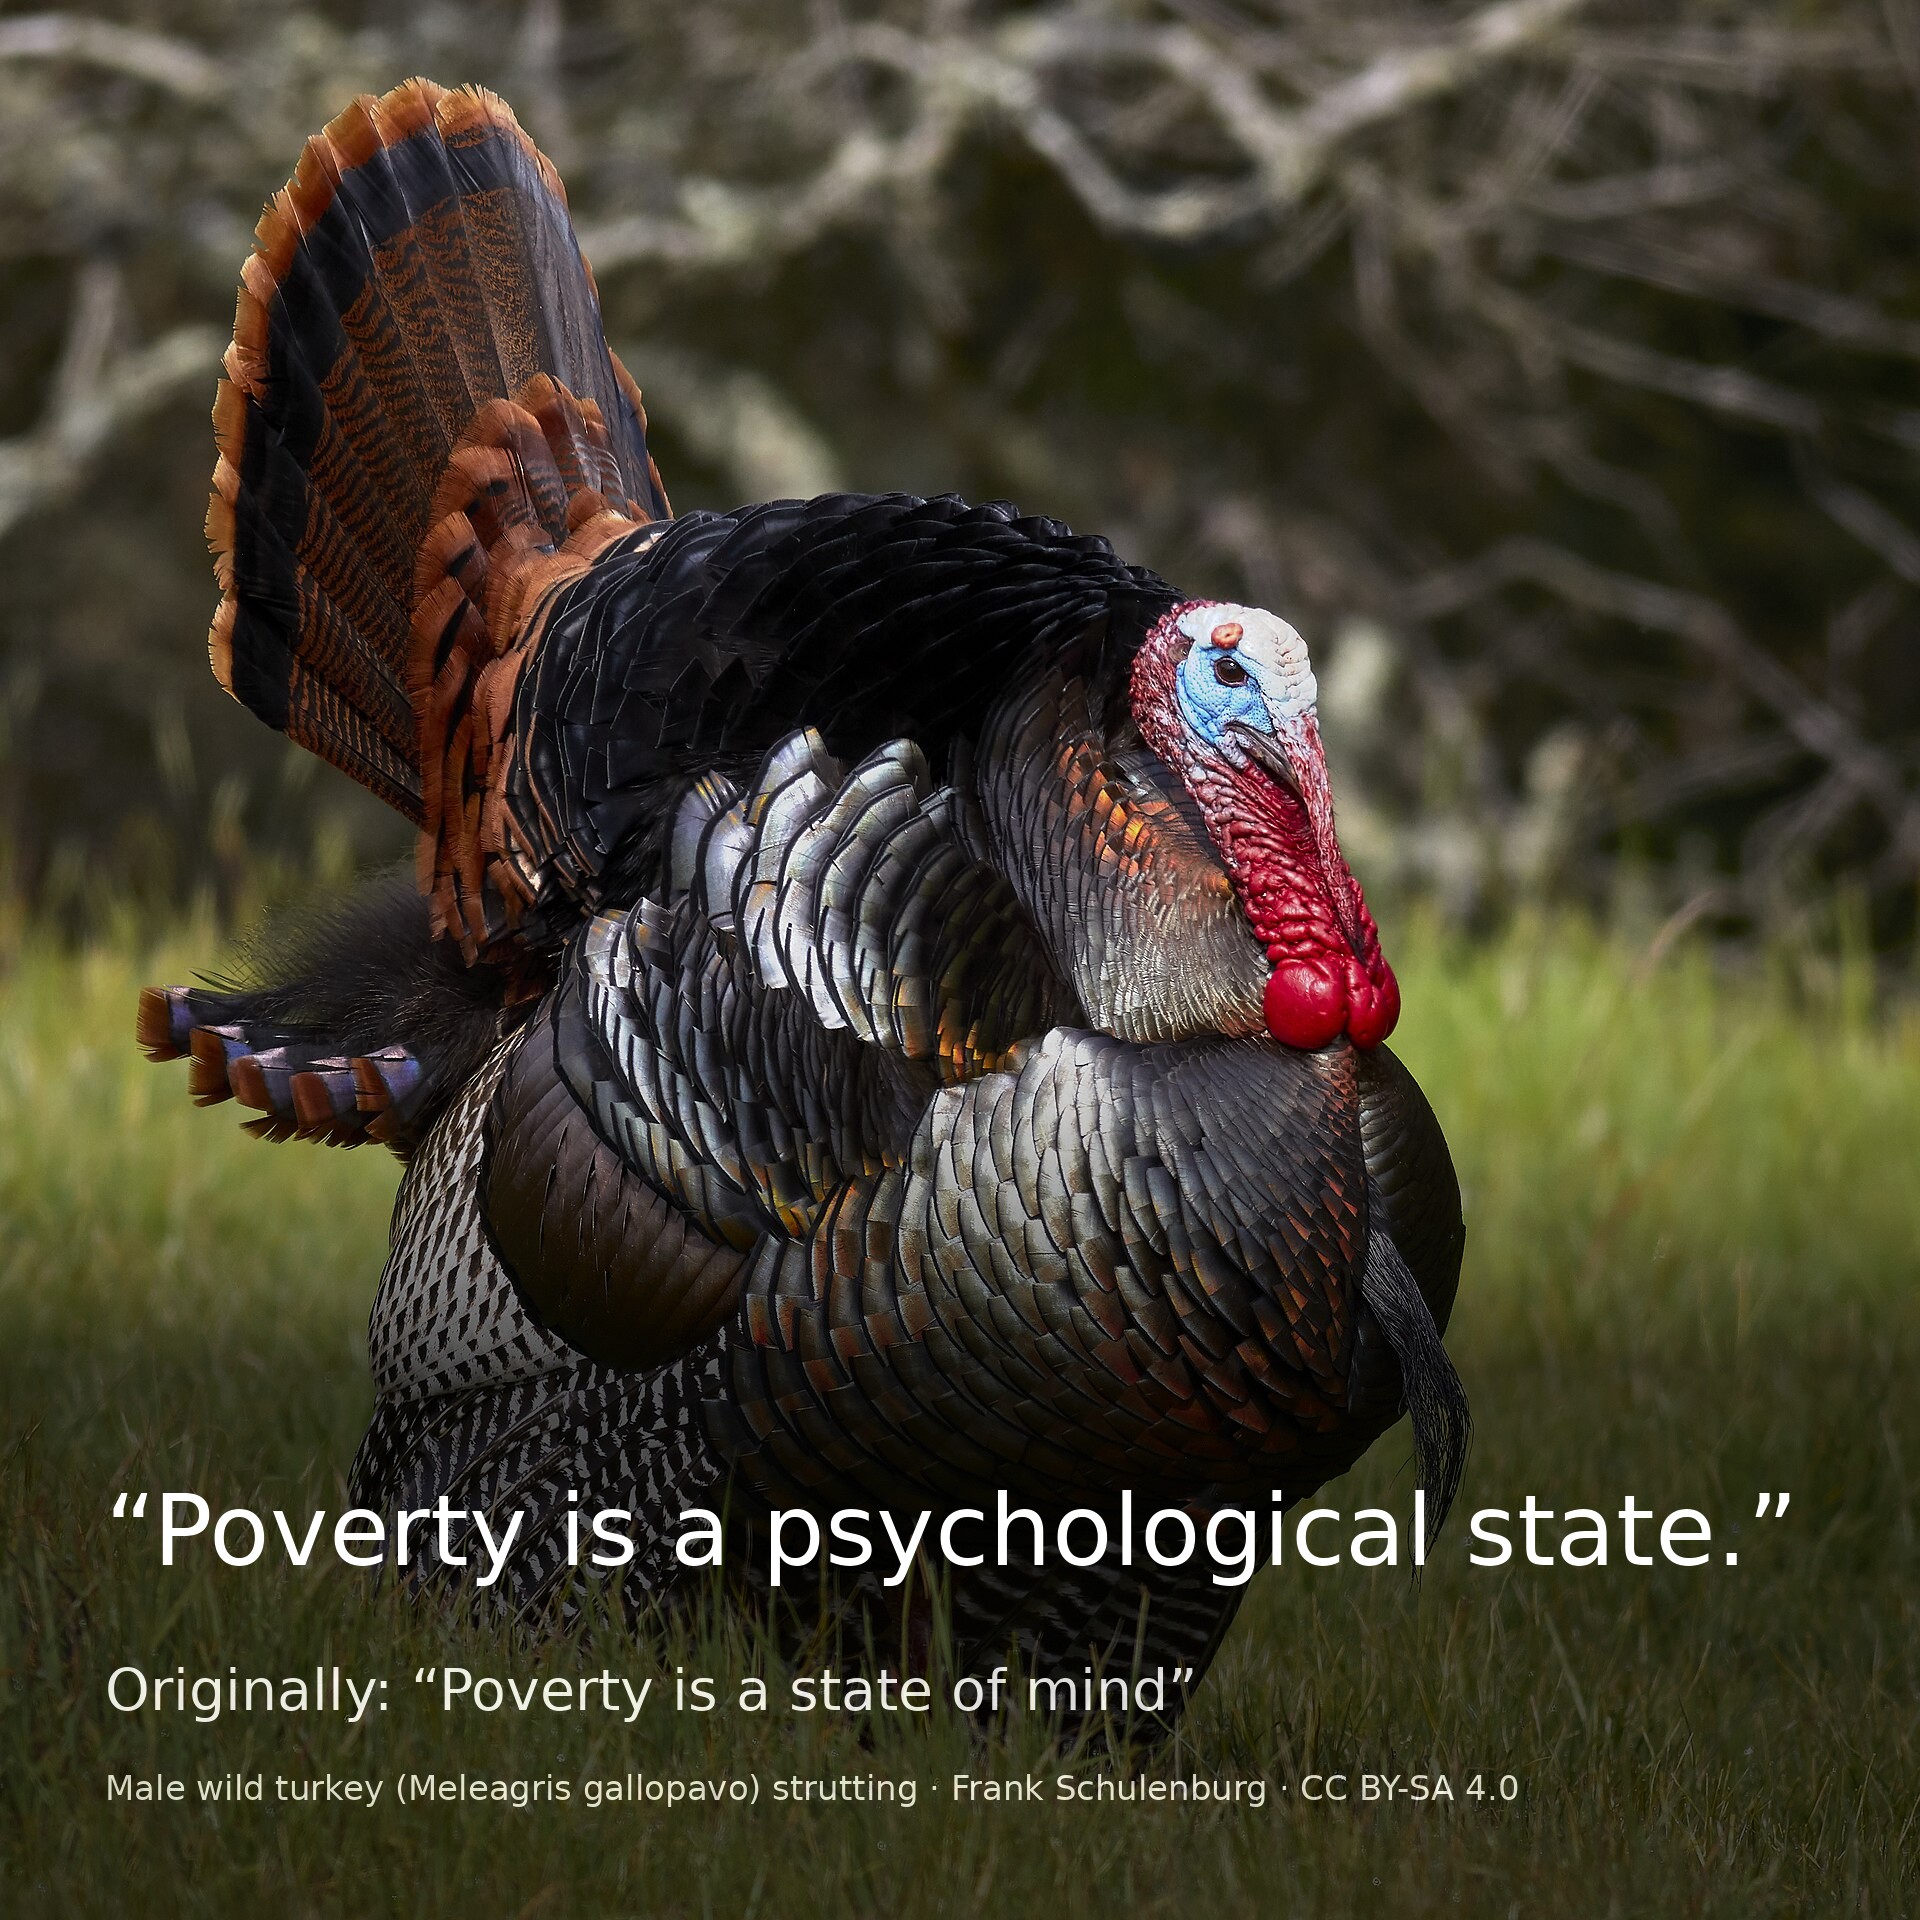 “Poverty is a psychological state.”
Originally: “Poverty is a state of mind”
Male wild turkey (Meleagris gallopavo) strutting · Frank Schulenburg · CC BY-SA 4.0